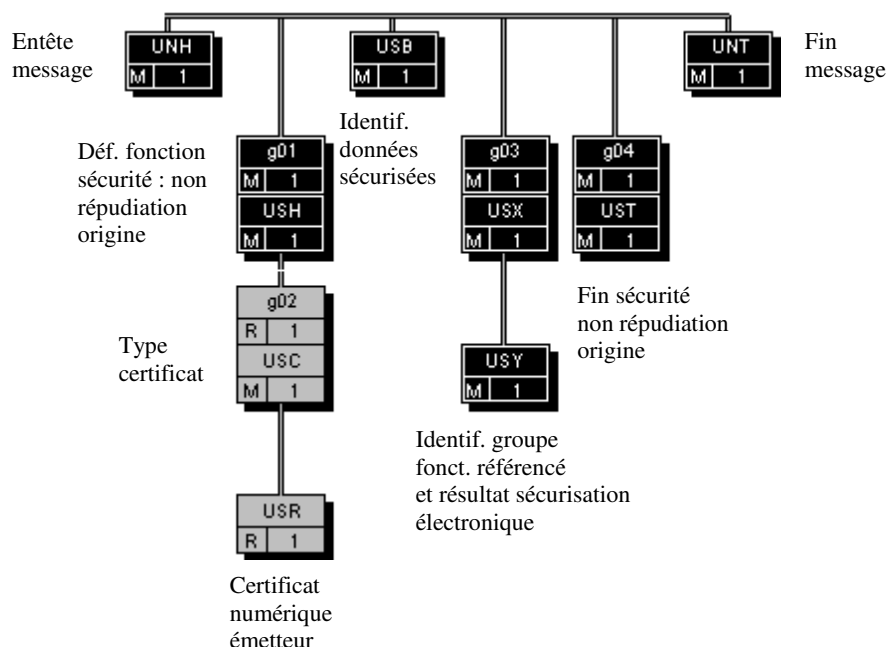 Entête
message
UNH
M 1
USB
M 1
UNT
M 1
Fin
message
Déf. fonction
sécurité : non
répudiation
origine
g01
M 1
USH
M 1
Identif.
données
sécurisées
g03
M 1
USX
M 1
g04
M 1
UST
M 1
Type
certificat
g02
R 1
USC
M 1
Fin sécurité
non répudiation
origine
USY
M 1
Identif. groupe
fonct. référencé
et résultat sécurisation
électronique
USR
R 1
Certificat
numérique
émetteur